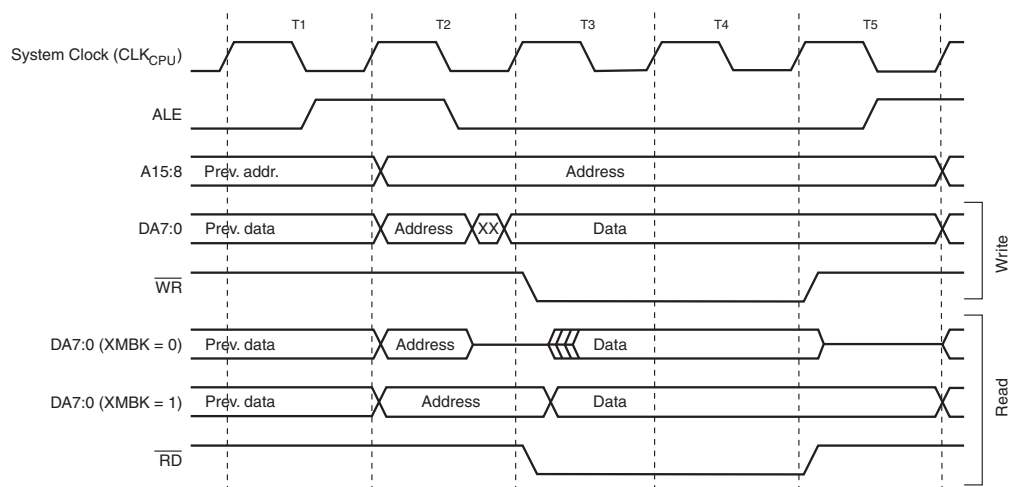 T1 T2 T3 T4 T5
System Clock (CLKCPU)
ALE
A15:8 Prev. addr. Address
DA7:0 Prev. data Address XX Data
WR
Write
DA7:0 (XMBK = 0) Prev. data Address Data
DA7:0 (XMBK = 1) Prev. data Address Data
RD
Read